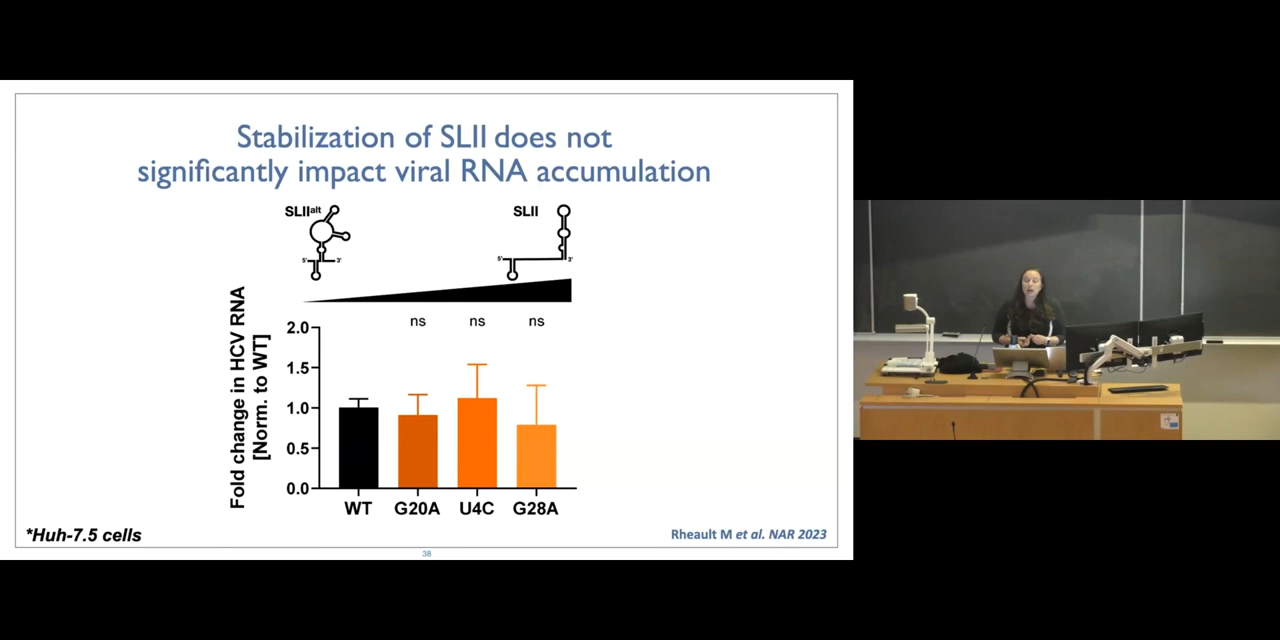 Stabilization of SLII does not
significantly impact viral RNA accumulation
SLIIalt
SLII
5' 3'
5' 3'
Fold change in HCV RNA
[Norm. to WT]
ns ns ns
2.0
1.5
1.0
0.5
0.0
WT G20A U4C G28A
*Huh-7.5 cells
Rheault M et al. NAR 2023
38